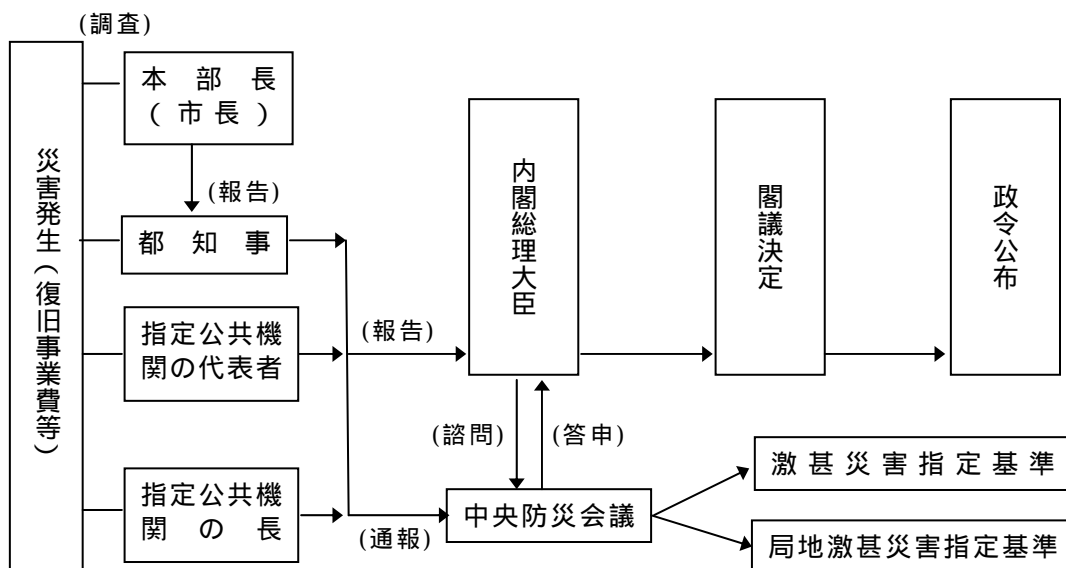 (調査)
災害発生(復旧事業費等)
本部長
(市長)
(報告)
都知事
指定公共機
関の代表者
指定公共機
関の長
(報告)
(通報)
内閣総理大臣
閣議決定
政令公布
(諮問)
(答申)
中央防災会議
激甚災害指定基準
局地激甚災害指定基準